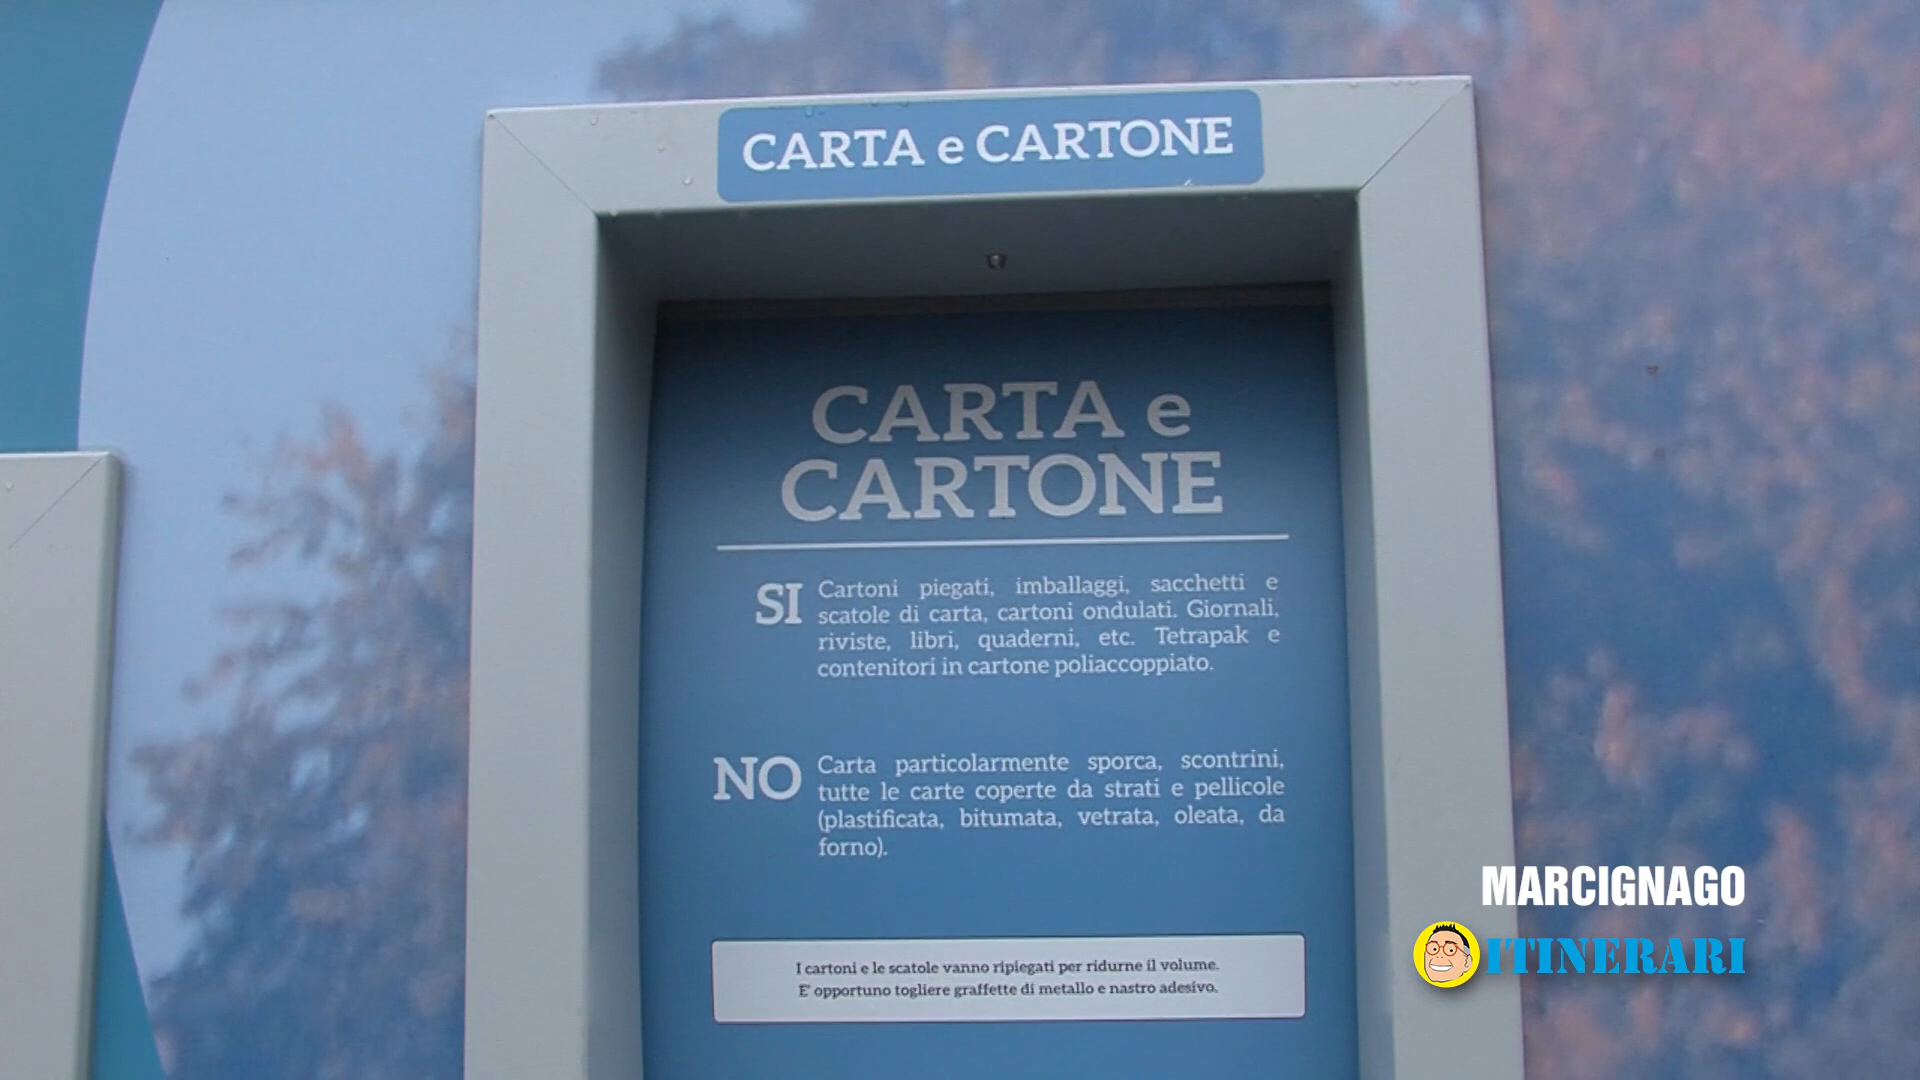 CARTA e CARTONE
CARTA e
CARTONE
SI Cartoni piegati, imballaggi, sacchetti e
scatole di carta, cartoni ondulati. Giornali,
riviste, libri, quaderni, etc. Tetrapak e
contenitori in cartone poliaccoppiato.
NO Carta particolarmente sporca, scontrini,
tutte le carte coperte da strati e pellicole
(plastificata, bitumata, vetrata, oleata, da
forno).
I cartoni e le scatole vanno ripiegati per ridurne il volume.
E' opportuno togliere graffette di metallo e nastro adesivo.
MARCIGNAGO
ITINERARI